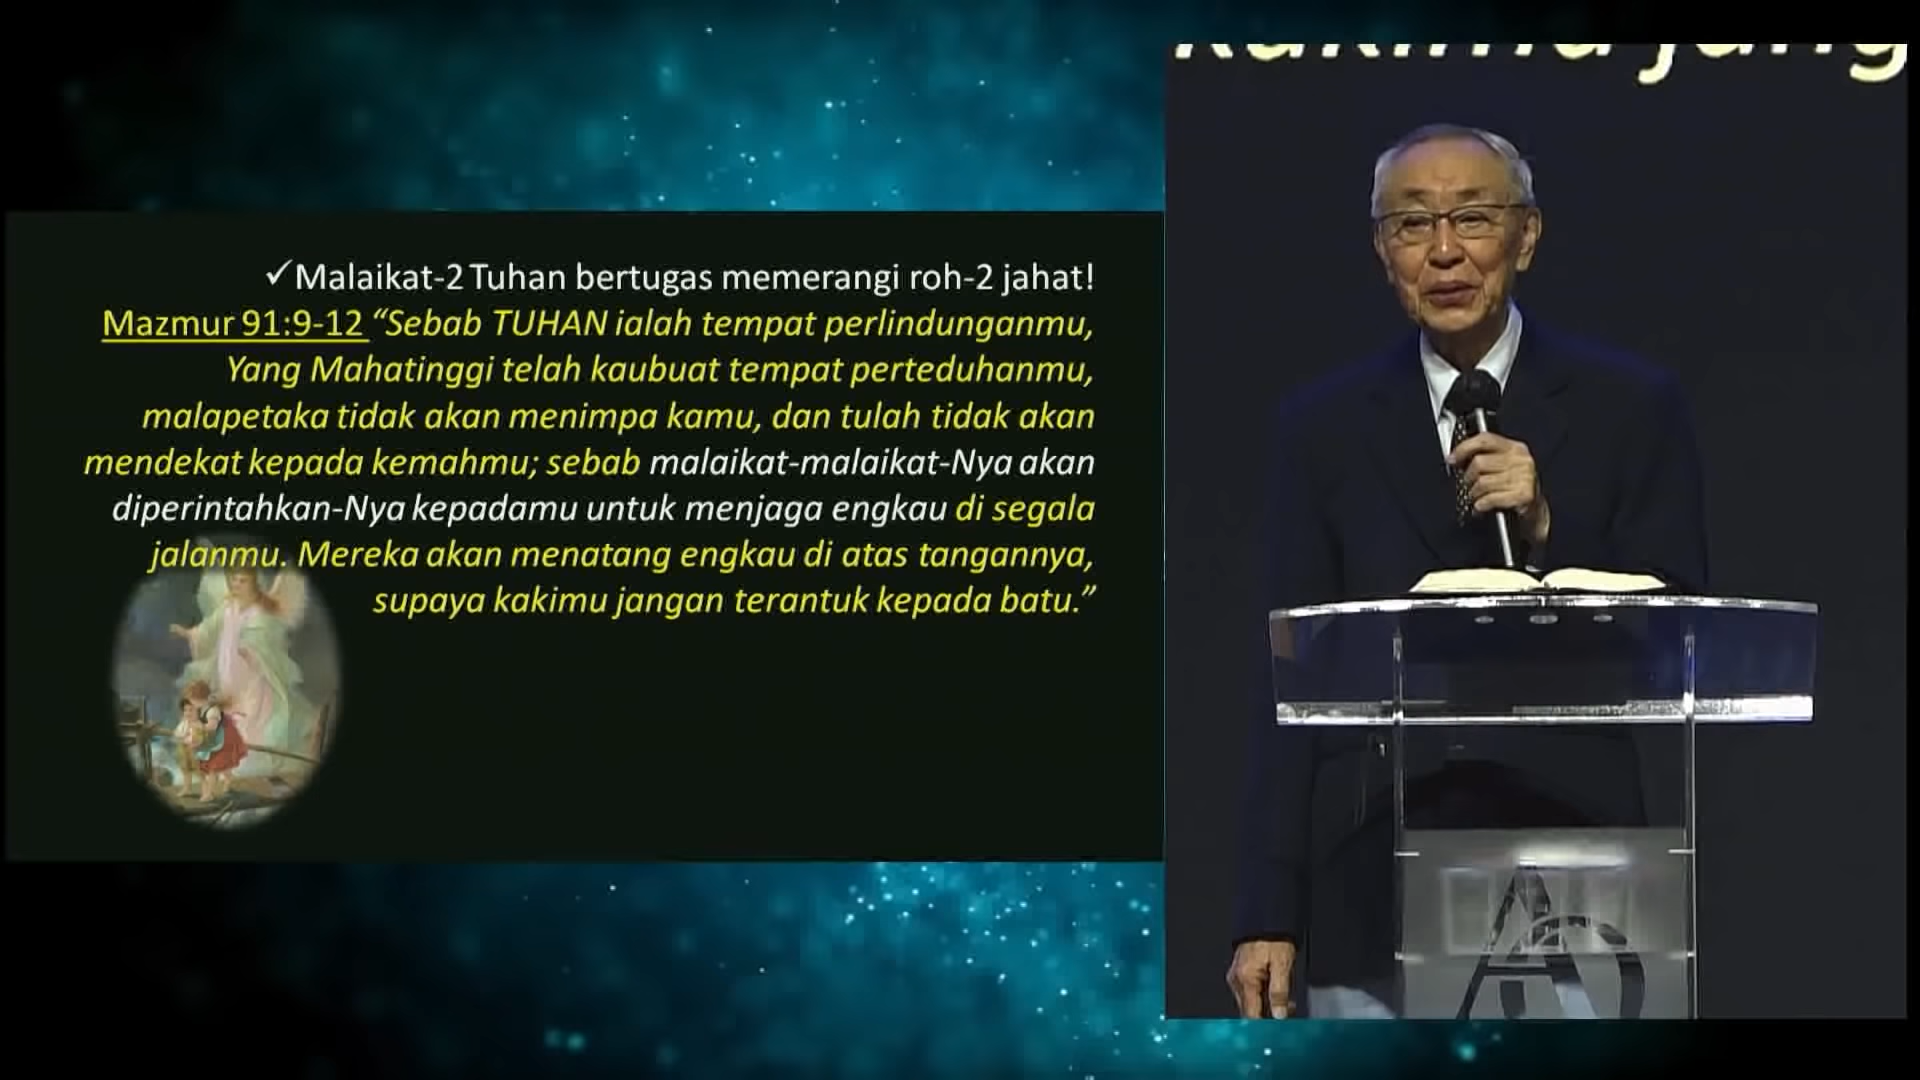 ✓Malaikat-2 Tuhan bertugas memerangi roh-2 jahat!
Mazmur 91:9-12 “Sebab TUHAN ialah tempat perlindunganmu,
Yang Mahatinggi telah kaubuat tempat perteduhanmu,
malapetaka tidak akan menimpa kamu, dan tulah tidak akan
mendekat kepada kemahmu; sebab malaikat-malaikat-Nya akan
diperintahkan-Nya kepadamu untuk menjaga engkau di segala
jalanmu. Mereka akan menatang engkau di atas tangannya,
supaya kakimu jangan terantuk kepada batu.”
kakimu jang